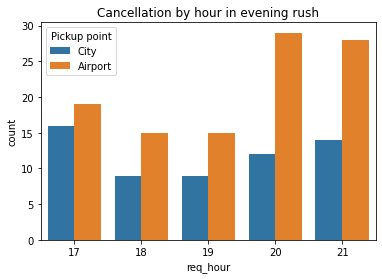 Cancellation by hour in evening rush
30
25
20
15
10
5
0
count
Pickup point
City
Airport
17 18 19 20 21
req_hour